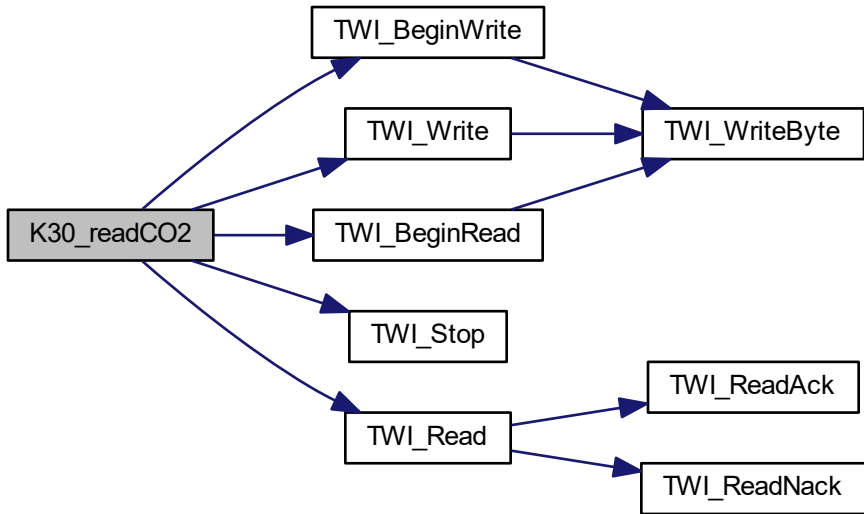 TWI_BeginWrite
TWI_Write
TWI_WriteByte
K30_readCO2
TWI_BeginRead
TWI_Stop
TWI_ReadAck
TWI_Read
TWI_ReadNack